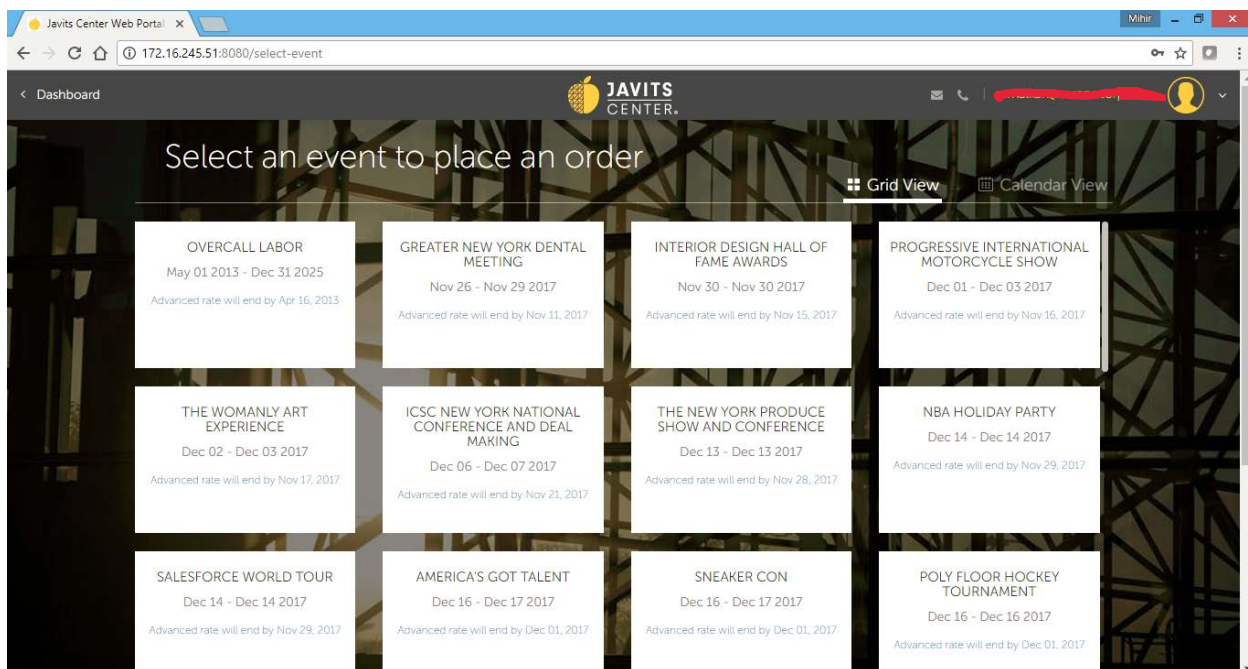 Javits Center Web Portal
Mihir
172.16.245.51:8080/select-event
Dashboard
JAVITS
CENTER®
Select an event to place an order
Grid View
Calendar View
OVERCALL LABOR
May 01 2013 - Dec 31 2025
Advanced rate will end by Apr 16, 2013
GREATER NEW YORK DENTAL
MEETING
Nov 26 - Nov 29 2017
Advanced rate will end by Nov 11, 2017
INTERIOR DESIGN HALL OF
FAME AWARDS
Nov 30 - Nov 30 2017
Advanced rate will end by Nov 15, 2017
PROGRESSIVE INTERNATIONAL
MOTORCYCLE SHOW
Dec 01 - Dec 03 2017
Advanced rate will end by Nov 16, 2017
THE WOMANLY ART
EXPERIENCE
Dec 02 - Dec 03 2017
Advanced rate will end by Nov 17, 2017
ICSC NEW YORK NATIONAL
CONFERENCE AND DEAL
MAKING
Dec 06 - Dec 07 2017
Advanced rate will end by Nov 21, 2017
THE NEW YORK PRODUCE
SHOW AND CONFERENCE
Dec 13 - Dec 13 2017
Advanced rate will end by Nov 28, 2017
NBA HOLIDAY PARTY
Dec 14 - Dec 14 2017
Advanced rate will end by Nov 29, 2017
SALESFORCE WORLD TOUR
Dec 14 - Dec 14 2017
Advanced rate will end by Nov 29, 2017
AMERICA'S GOT TALENT
Dec 16 - Dec 17 2017
Advanced rate will end by Dec 01, 2017
SNEAKER CON
Dec 16 - Dec 17 2017
Advanced rate will end by Dec 01, 2017
POLY FLOOR HOCKEY
TOURNAMENT
Dec 16 - Dec 16 2017
Advanced rate will end by Dec 01, 2017